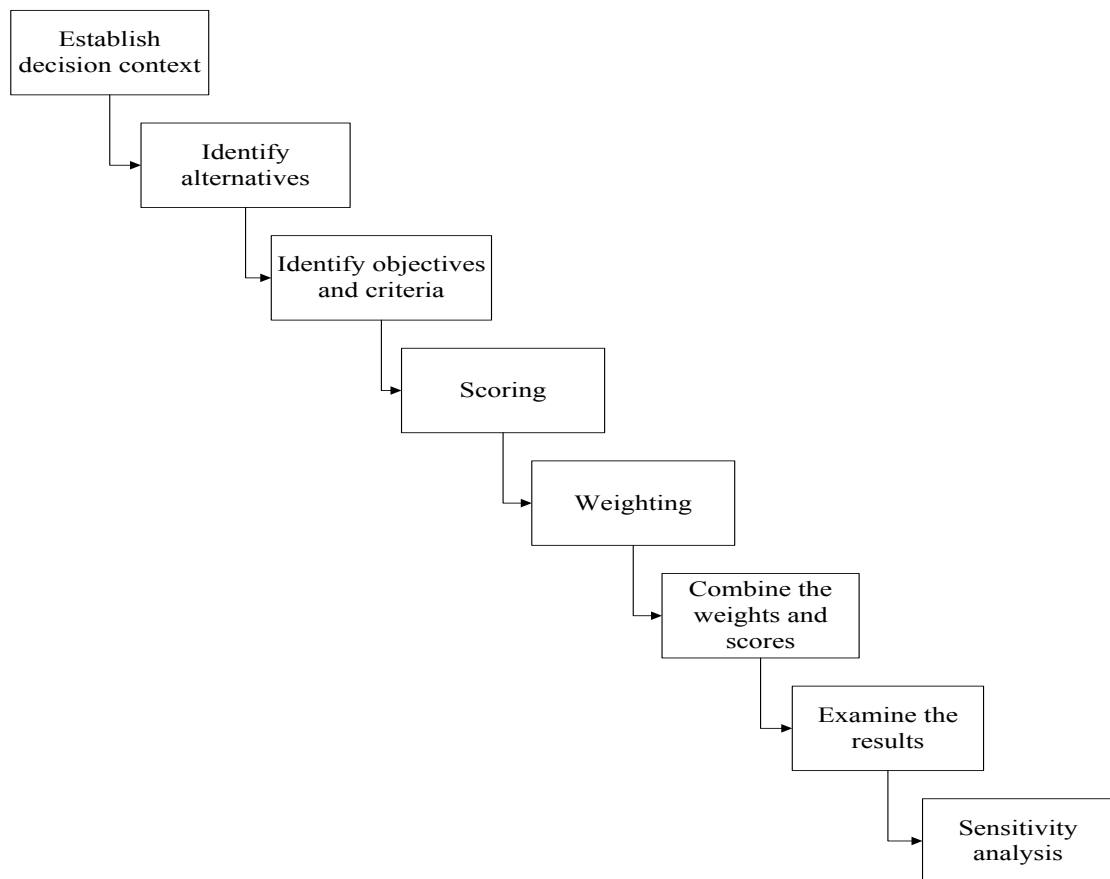 Establish
decision context
Identify
alternatives
Identify objectives
and criteria
Scoring
Weighting
Combine the
weights and
scores
Examine the
results
Sensitivity
analysis